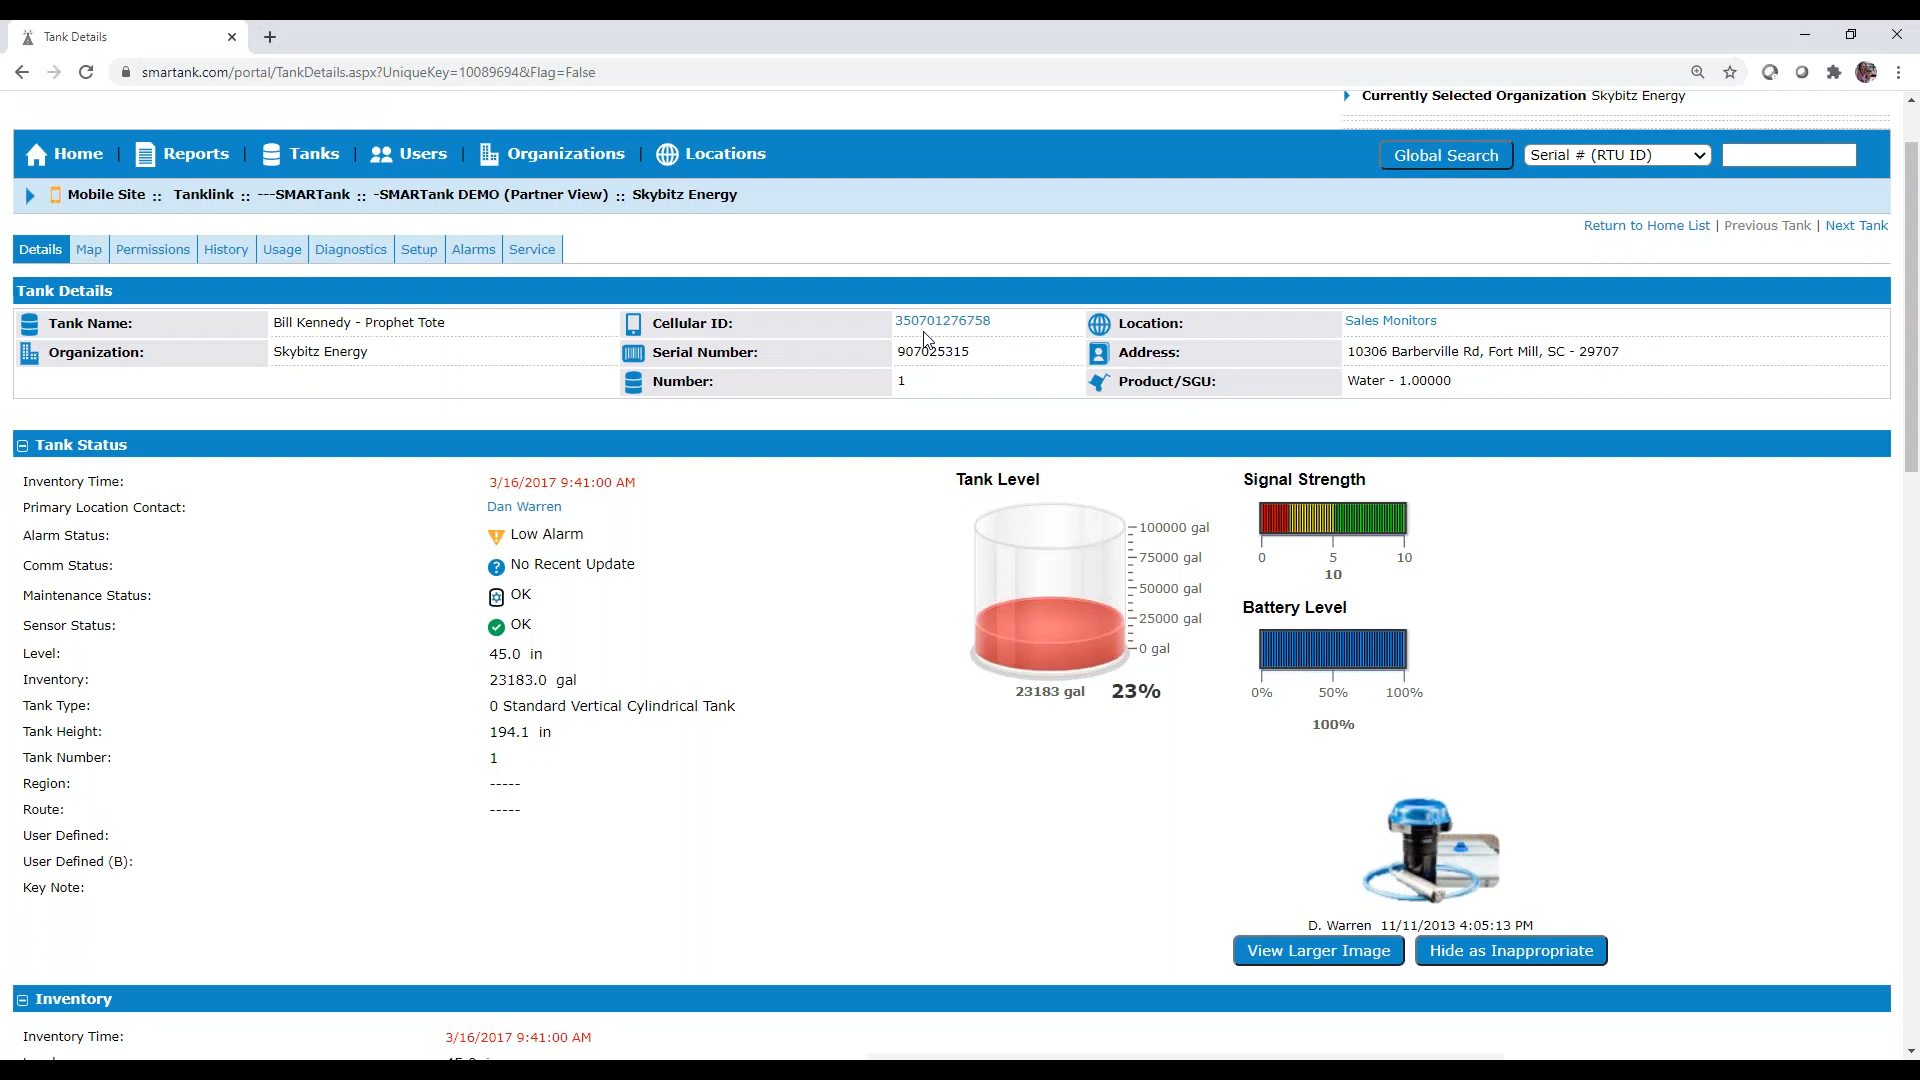 Tank Details
smartank.com/portal/TankDetails.aspx?UniqueKey=10089694&Flag=False
Currently Selected Organization Skybitz Energy
Home | Reports | Tanks | Users | Organizations | Locations
Global Search Serial # (RTU ID)
Mobile Site :: Tanklink :: ---SMARTank :: -SMARTank DEMO (Partner View) :: Skybitz Energy
Return to Home List | Previous Tank | Next Tank
Details Map Permissions History Usage Diagnostics Setup Alarms Service
Tank Details
Tank Name: Bill Kennedy - Prophet Tote Cellular ID: 350701276758 Location: Sales Monitors
Organization: Skybitz Energy Serial Number: 907025315 Address: 10306 Barberville Rd, Fort Mill, SC - 29707
Number: 1 Product/SGU: Water - 1.00000
Tank Status
Inventory Time: 3/16/2017 9:41:00 AM
Primary Location Contact: Dan Warren
Alarm Status: Low Alarm
Comm Status: No Recent Update
Maintenance Status: OK
Sensor Status: OK
Level: 45.0 in
Inventory: 23183.0 gal
Tank Type: 0 Standard Vertical Cylindrical Tank
Tank Height: 194.1 in
Tank Number: 1
Region: -----
Route: -----
User Defined:
User Defined (B):
Key Note:
Tank Level
100000 gal
75000 gal
50000 gal
25000 gal
0 gal
23183 gal 23%
Signal Strength
0 5 10
10
Battery Level
0% 50% 100%
100%
D. Warren 11/11/2013 4:05:13 PM
View Larger Image Hide as Inappropriate
Inventory
Inventory Time: 3/16/2017 9:41:00 AM